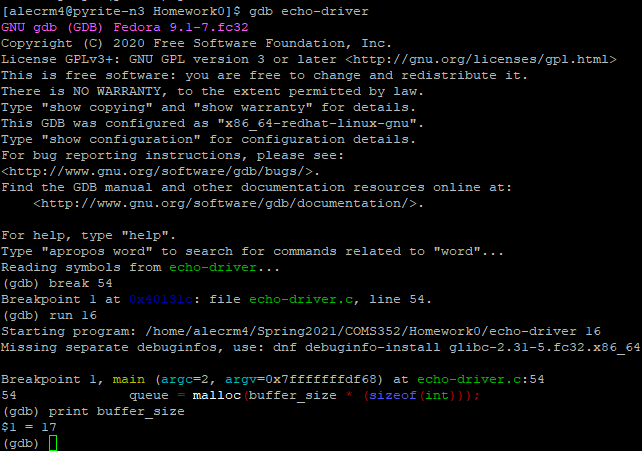 [alecrm4@pyrite-n3 Homework0]$ gdb echo-driver
GNU gdb (GDB) Fedora 9.1-7.fc32
Copyright (C) 2020 Free Software Foundation, Inc.
License GPLv3+: GNU GPL version 3 or later <http://gnu.org/licenses/gpl.html>
This is free software: you are free to change and redistribute it.
There is NO WARRANTY, to the extent permitted by law.
Type "show copying" and "show warranty" for details.
This GDB was configured as "x86_64-redhat-linux-gnu".
Type "show configuration" for configuration details.
For bug reporting instructions, please see:
<http://www.gnu.org/software/gdb/bugs/>.
Find the GDB manual and other documentation resources online at:
    <http://www.gnu.org/software/gdb/documentation/>.

For help, type "help".
Type "apropos word" to search for commands related to "word"...
Reading symbols from echo-driver...
(gdb) break 54
Breakpoint 1 at 0x40131c: file echo-driver.c, line 54.
(gdb) run 16
Starting program: /home/alecrm4/Spring2021/COMS352/Homework0/echo-driver 16
Missing separate debuginfos, use: dnf debuginfo-install glibc-2.31-5.fc32.x86_64

Breakpoint 1, main (argc=2, argv=0x7fffffffdf68) at echo-driver.c:54
54              queue = malloc(buffer_size * (sizeof(int)));
(gdb) print buffer_size
$1 = 17
(gdb)